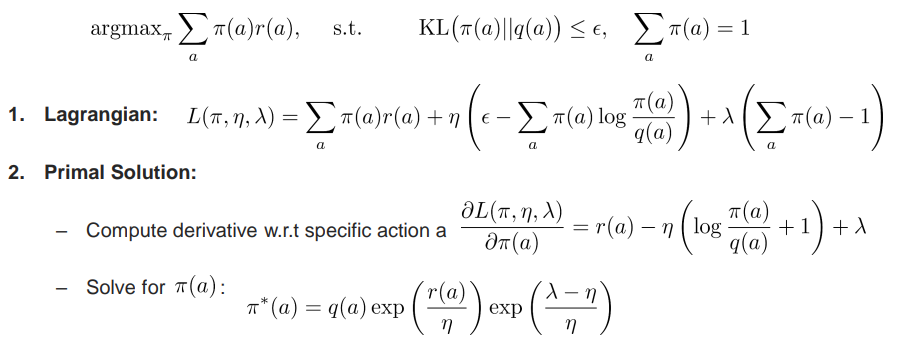 argmax_π ∑_a π(a)r(a), s.t. KL(π(a)||q(a)) ≤ ϵ, ∑_a π(a) = 1
1. Lagrangian: L(π, η, λ) = ∑_a π(a)r(a) + η (ϵ − ∑_a π(a) log π(a)/q(a)) + λ (∑_a π(a) − 1)
2. Primal Solution:
– Compute derivative w.r.t specific action a ∂L(π, η, λ)/∂π(a) = r(a) − η (log π(a)/q(a) + 1) + λ
– Solve for π(a): π*(a) = q(a) exp (r(a)/η) exp ((λ − η)/η)